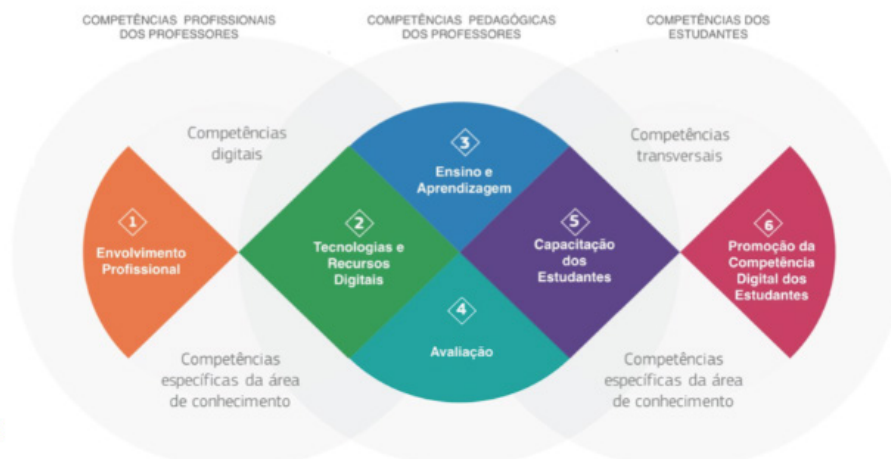 COMPETÊNCIAS PROFISSIONAIS
DOS PROFESSORES
COMPETÊNCIAS PEDAGÓGICAS
DOS PROFESSORES
COMPETÊNCIAS DOS
ESTUDANTES
Competências
digitais
Competências
transversais
1
Envolvimento
Profissional
2
Tecnologias e
Recursos
Digitais
3
Ensino e
Aprendizagem
4
Avaliação
5
Capacitação
dos
Estudantes
6
Promoção da
Competência
Digital dos
Estudantes
Competências
específicas da área
de conhecimento
Competências
específicas da área
de conhecimento